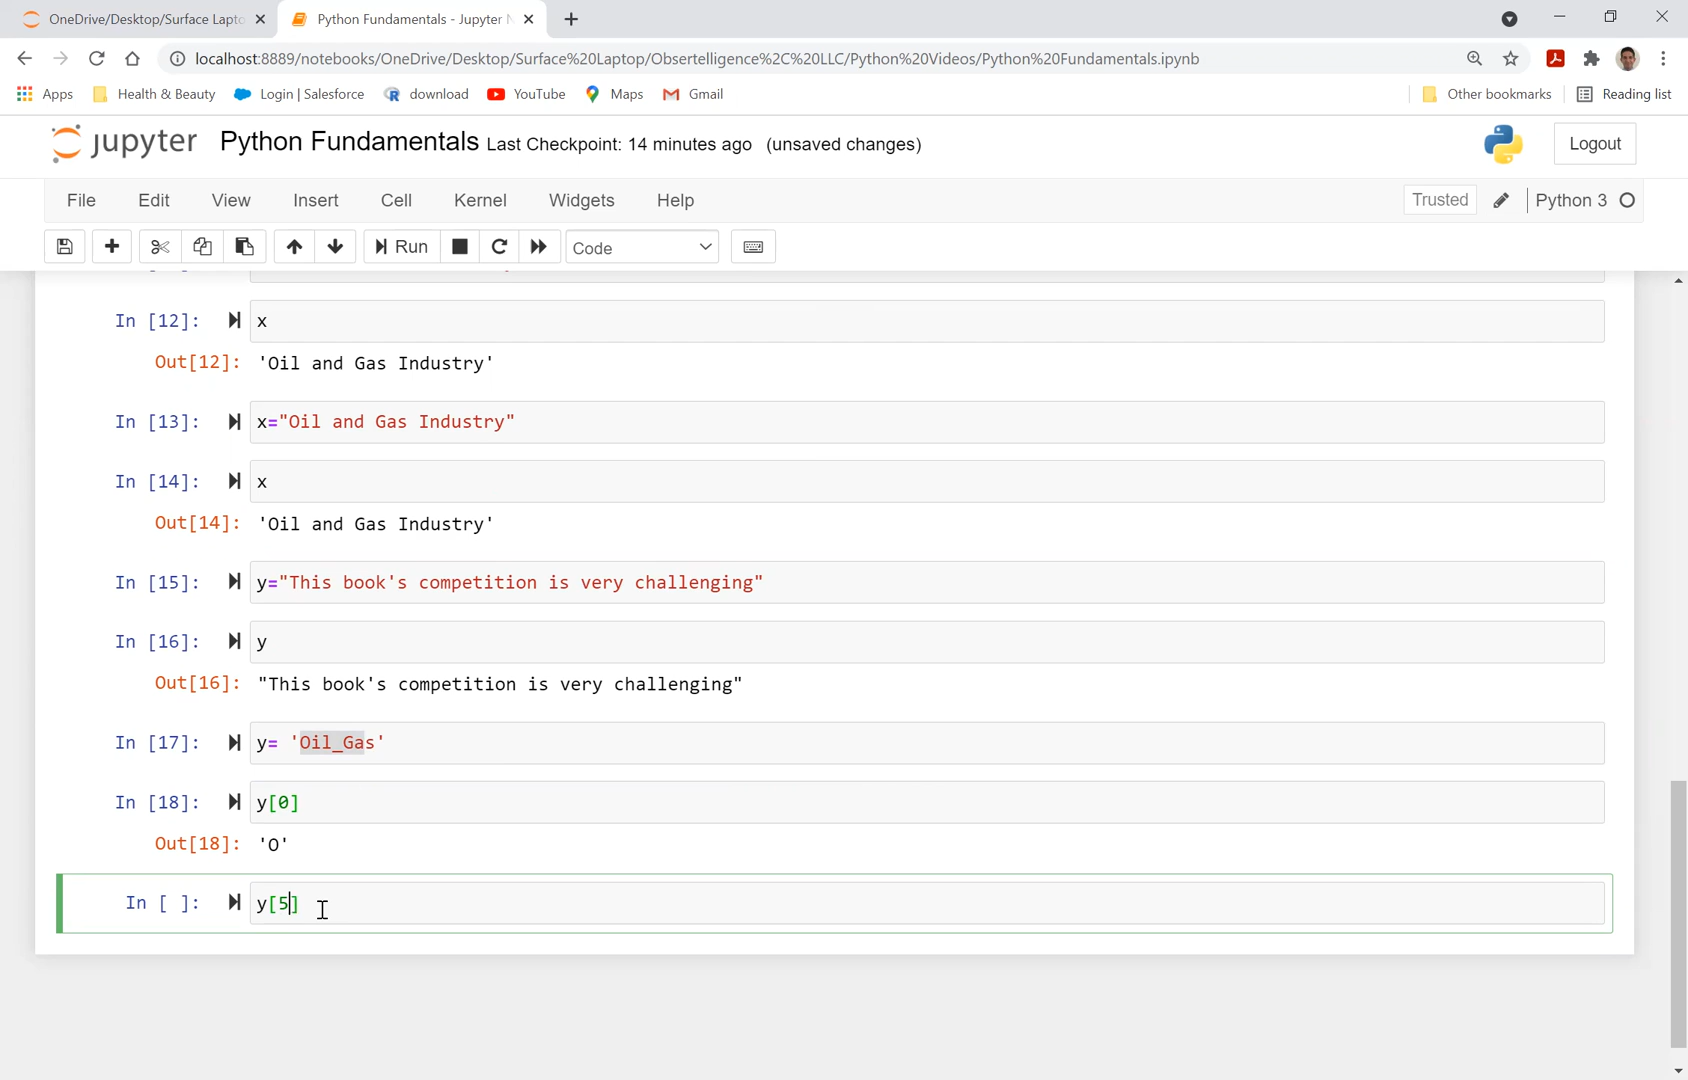 OneDrive/Desktop/Surface Lapto
Python Fundamentals - Jupyter N
localhost:8889/notebooks/OneDrive/Desktop/Surface%20Laptop/Obsertelligence%2C%20LLC/Python%20Videos/Python%20Fundamentals.ipynb
Apps Health & Beauty Login | Salesforce download YouTube Maps Gmail Other bookmarks Reading list
jupyter Python Fundamentals Last Checkpoint: 14 minutes ago (unsaved changes) Logout
File Edit View Insert Cell Kernel Widgets Help Trusted Python 3
Run Code
In [12]: x
Out[12]: 'Oil and Gas Industry'
In [13]: x="Oil and Gas Industry"
In [14]: x
Out[14]: 'Oil and Gas Industry'
In [15]: y="This book's competition is very challenging"
In [16]: y
Out[16]: "This book's competition is very challenging"
In [17]: y= 'Oil_Gas'
In [18]: y[0]
Out[18]: 'O'
In [ ]: y[5]